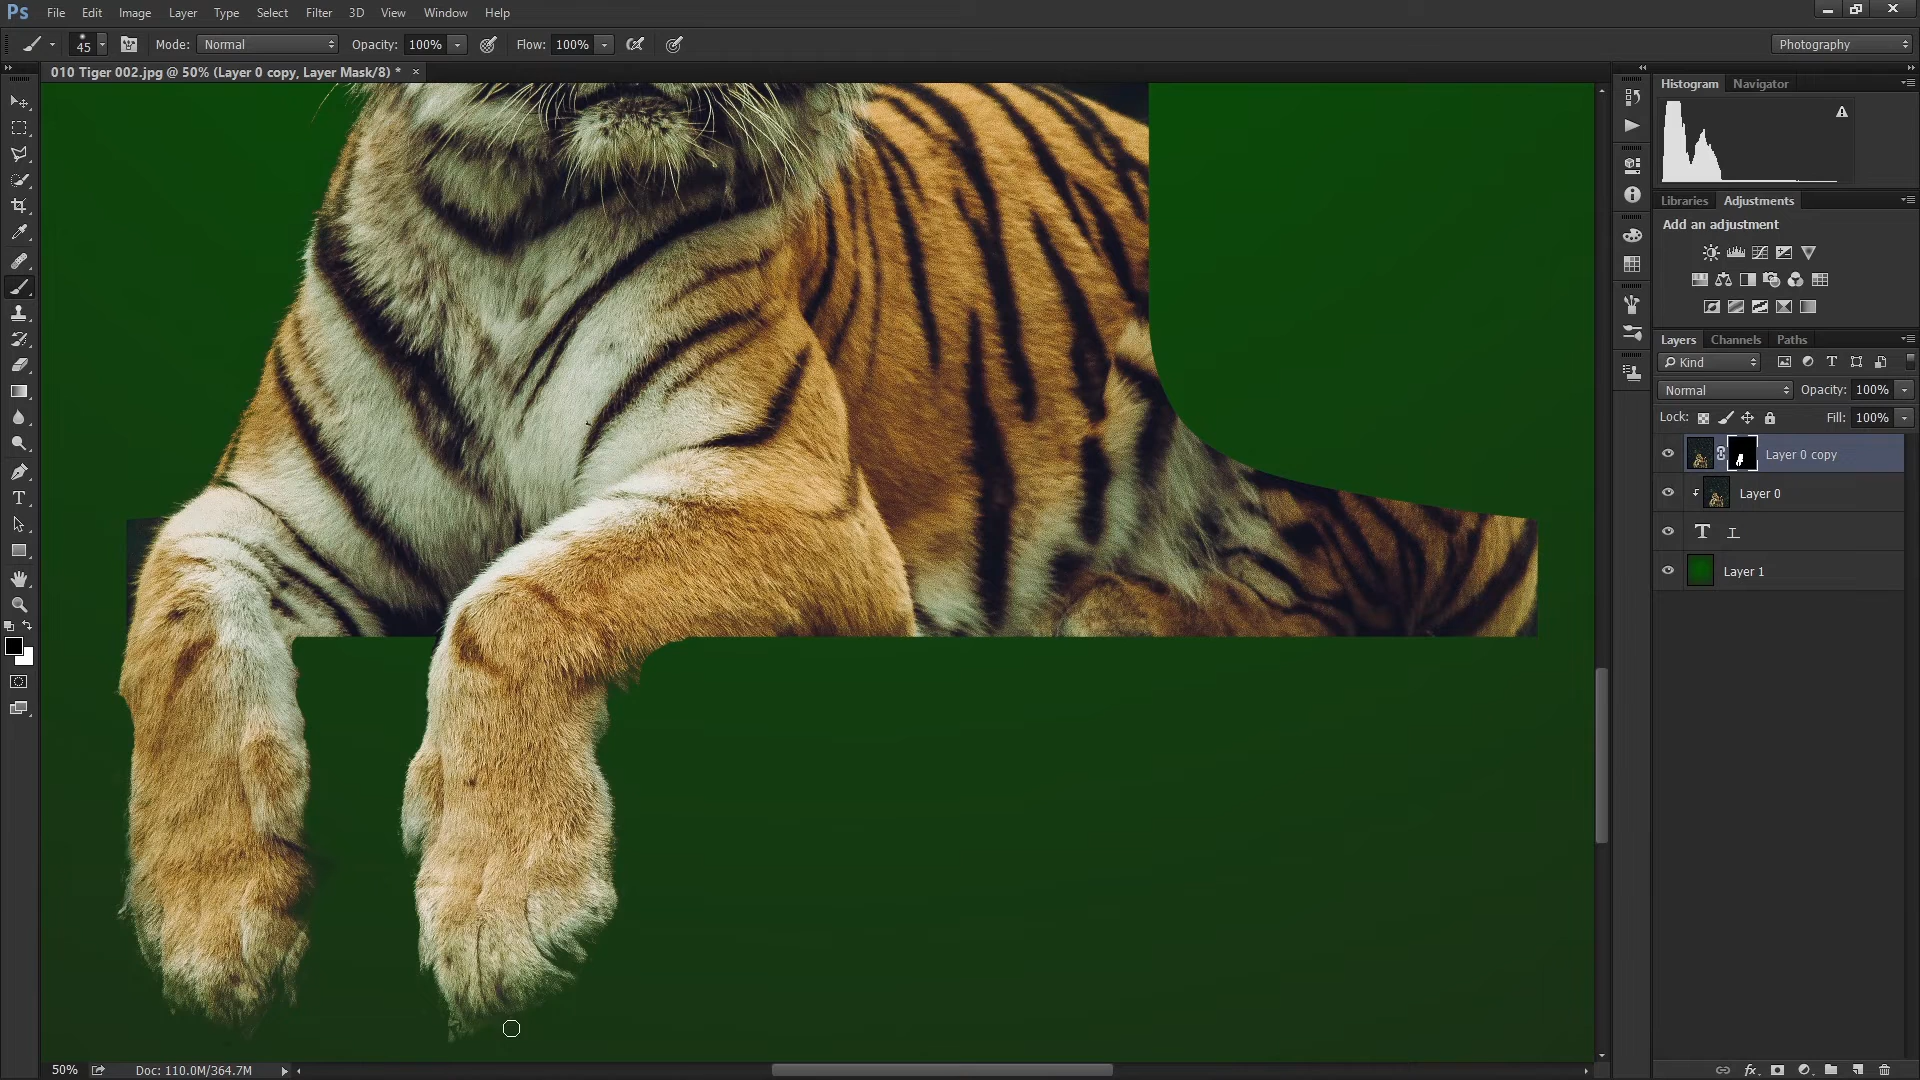 Ps File Edit Image Layer Type Select Filter 3D View Window Help
45 Mode: Normal Opacity: 100% Flow: 100% Photography
010 Tiger 002.jpg @ 50% (Layer 0 copy, Layer Mask/8) * ×
Histogram Navigator
Libraries Adjustments
Add an adjustment
Layers Channels Paths
Kind
Normal Opacity: 100%
Lock: Fill: 100%
Layer 0 copy
Layer 0
T I
Layer 1
50% Doc: 110.0M/364.7M